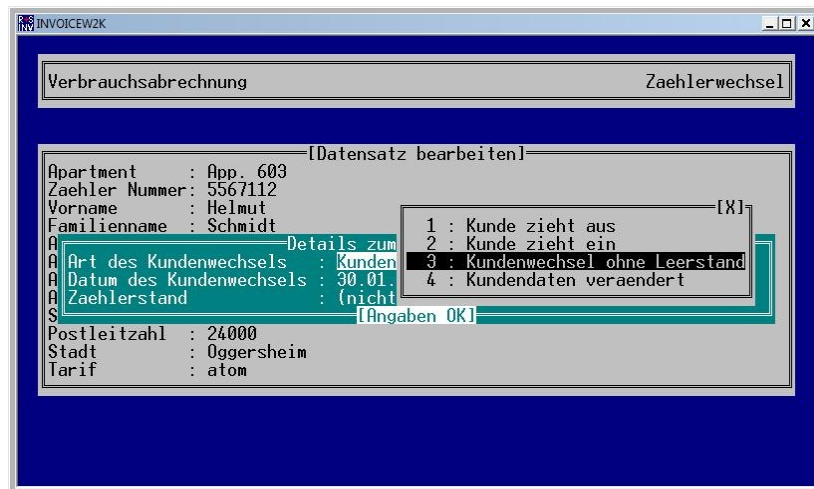 INVOICEW2K
Verbrauchsabrechnung Zaehlerwechsel
[Datensatz bearbeiten]
Apartment : App. 603
Zaehler Nummer: 5567112
Vorname : Helmut
Familienname : Schmidt
[X]
1 : Kunde zieht aus
2 : Kunde zieht ein
3 : Kundenwechsel ohne Leerstand
4 : Kundendaten veraendert
A Details zum
A Art des Kundenwechsels : Kunden
A Datum des Kundenwechsels : 30.01.
A Zaehlerstand : (nicht
S [Angaben OK]
Postleitzahl : 24000
Stadt : Oggersheim
Tarif : atom